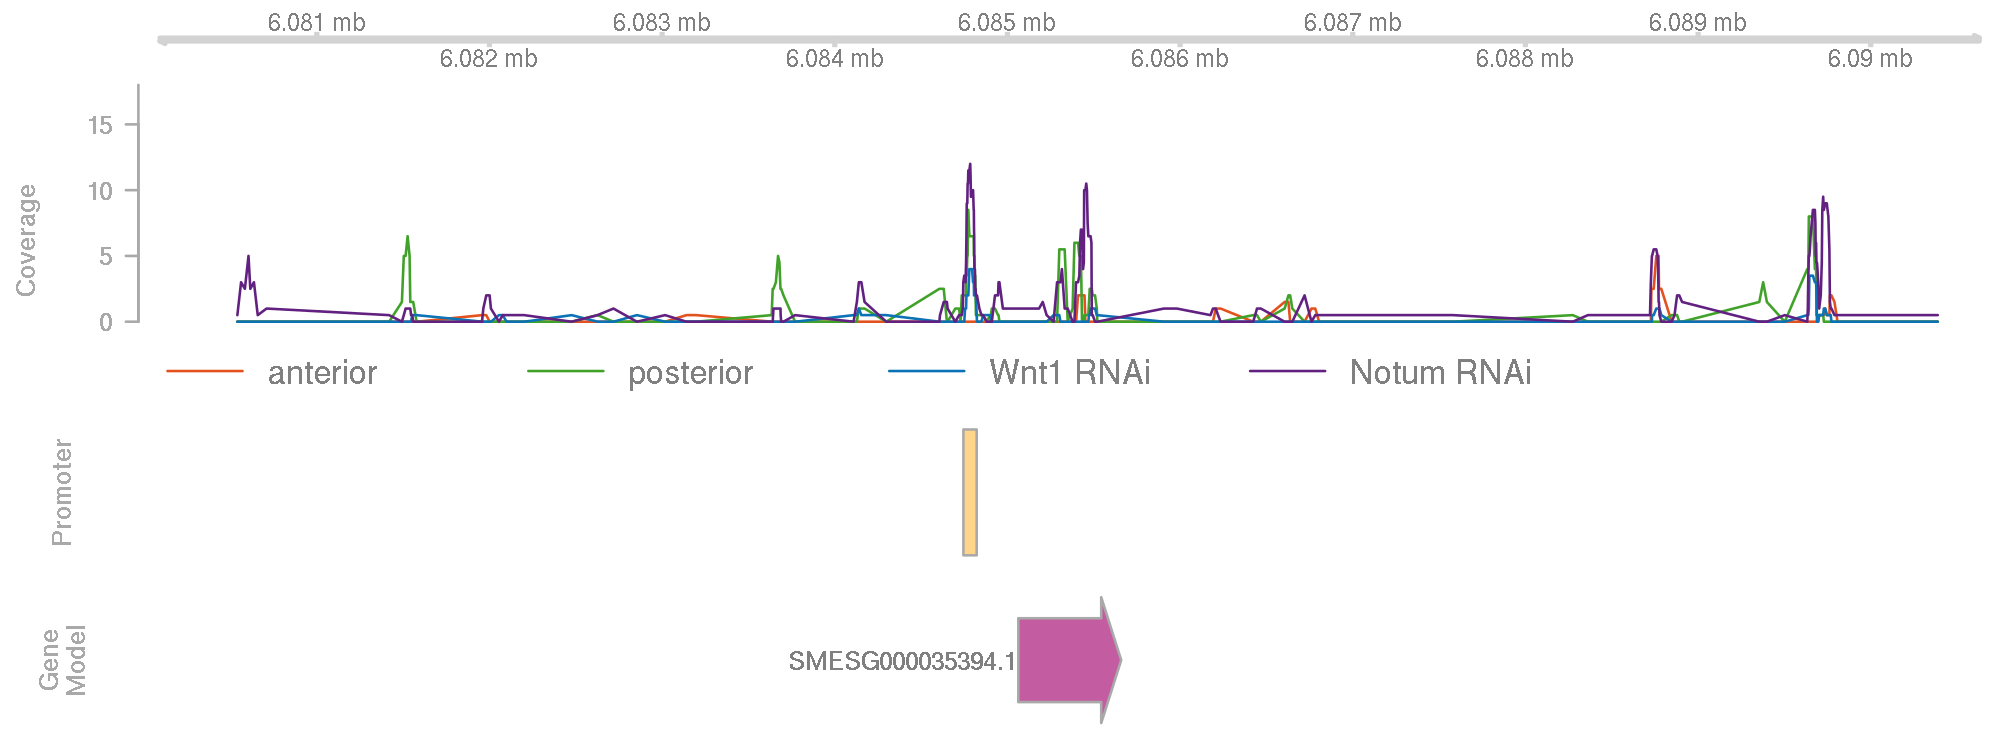 6.081 mb 6.083 mb 6.085 mb 6.087 mb 6.089 mb
6.082 mb 6.084 mb 6.086 mb 6.088 mb 6.09 mb
15
10
5
0
Coverage
anterior posterior Wnt1 RNAi Notum RNAi
Promoter
Gene
Model
SMESG000035394.1